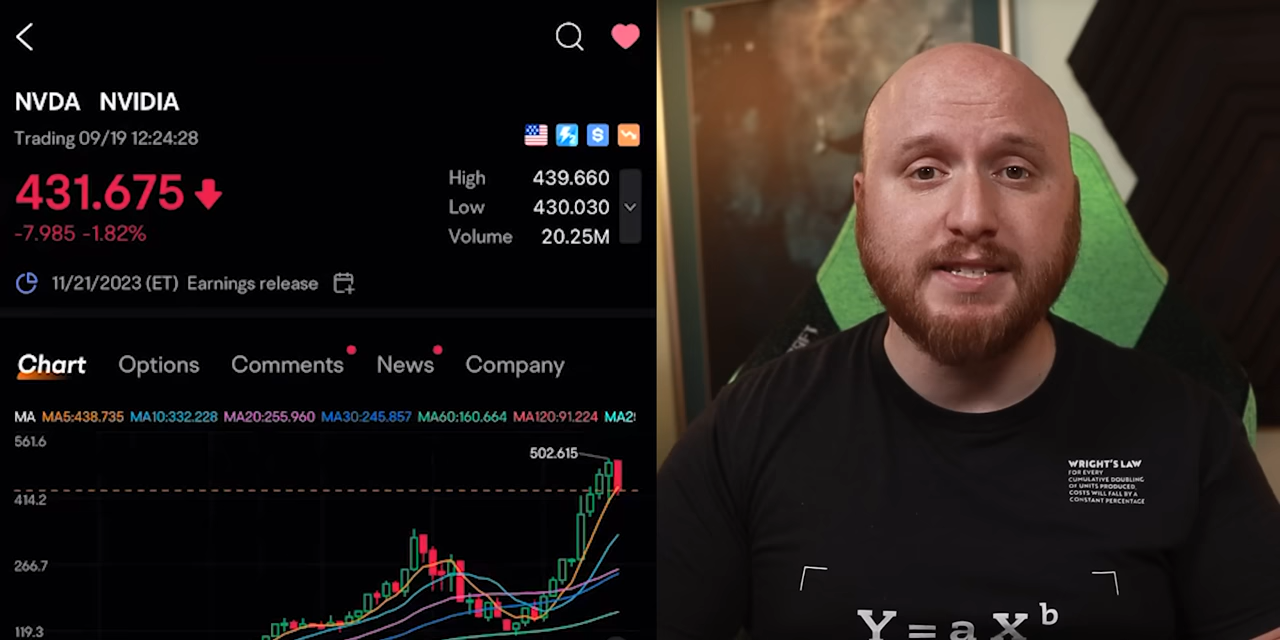 NVDA NVIDIA
Trading 09/19 12:24:28
431.675
-7.985 -1.82%
High 439.660
Low 430.030
Volume 20.25M
11/21/2023 (ET) Earnings release
Chart Options Comments News Company
MA MA5:438.735 MA10:332.228 MA20:255.960 MA30:245.857 MA60:160.664 MA120:91.224
561.6
502.615
414.2
266.7
119.3
WRIGHT'S LAW
FOR EVERY
CUMULATIVE DOUBLING
OF UNITS PRODUCED,
COSTS WILL FALL BY A
CONSTANT PERCENTAGE
Y = a X b